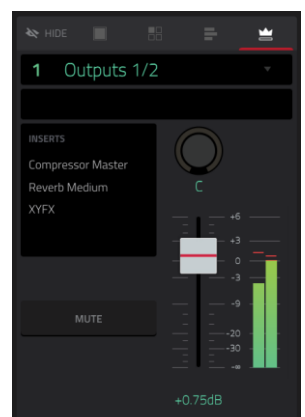 HIDE
1 Outputs 1/2
INSERTS
Compressor Master
Reverb Medium
XYFX
C
+6
+3
0
-3
-9
-20
-30
-∞
MUTE
+0.75dB